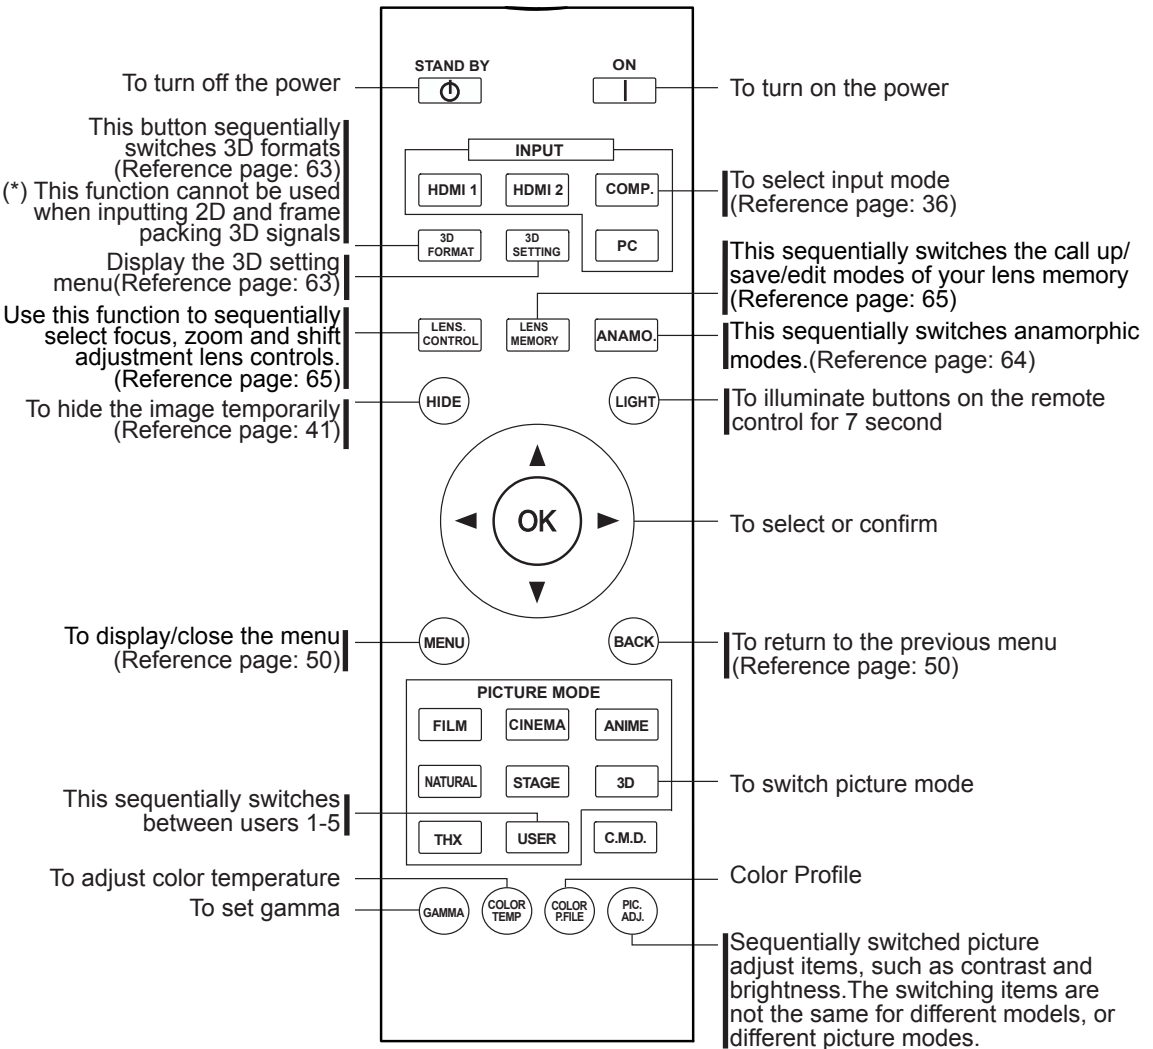 STAND BY
ON
To turn off the power
To turn on the power
This button sequentially
switches 3D formats
(Reference page: 63)
(*) This function cannot be used
when inputting 2D and frame
packing 3D signals
INPUT
HDMI 1
HDMI 2
COMP.
To select input mode
(Reference page: 36)
3D
FORMAT
3D
SETTING
PC
Display the 3D setting
menu(Reference page: 63)
This sequentially switches the call up/
save/edit modes of your lens memory
(Reference page: 65)
Use this function to sequentially
select focus, zoom and shift
adjustment lens controls.
(Reference page: 65)
LENS.
CONTROL
LENS
MEMORY
ANAMO.
This sequentially switches anamorphic
modes.(Reference page: 64)
To hide the image temporarily
(Reference page: 41)
HIDE
LIGHT
To illuminate buttons on the remote
control for 7 second
OK
To select or confirm
To display/close the menu
(Reference page: 50)
MENU
BACK
To return to the previous menu
(Reference page: 50)
PICTURE MODE
FILM
CINEMA
ANIME
NATURAL
STAGE
3D
To switch picture mode
This sequentially switches
between users 1-5
THX
USER
C.M.D.
To adjust color temperature
To set gamma
GAMMA
COLOR
TEMP
COLOR
P.FILE
PIC.
ADJ.
Color Profile
Sequentially switched picture
adjust items, such as contrast and
brightness.The switching items are
not the same for different models, or
different picture modes.